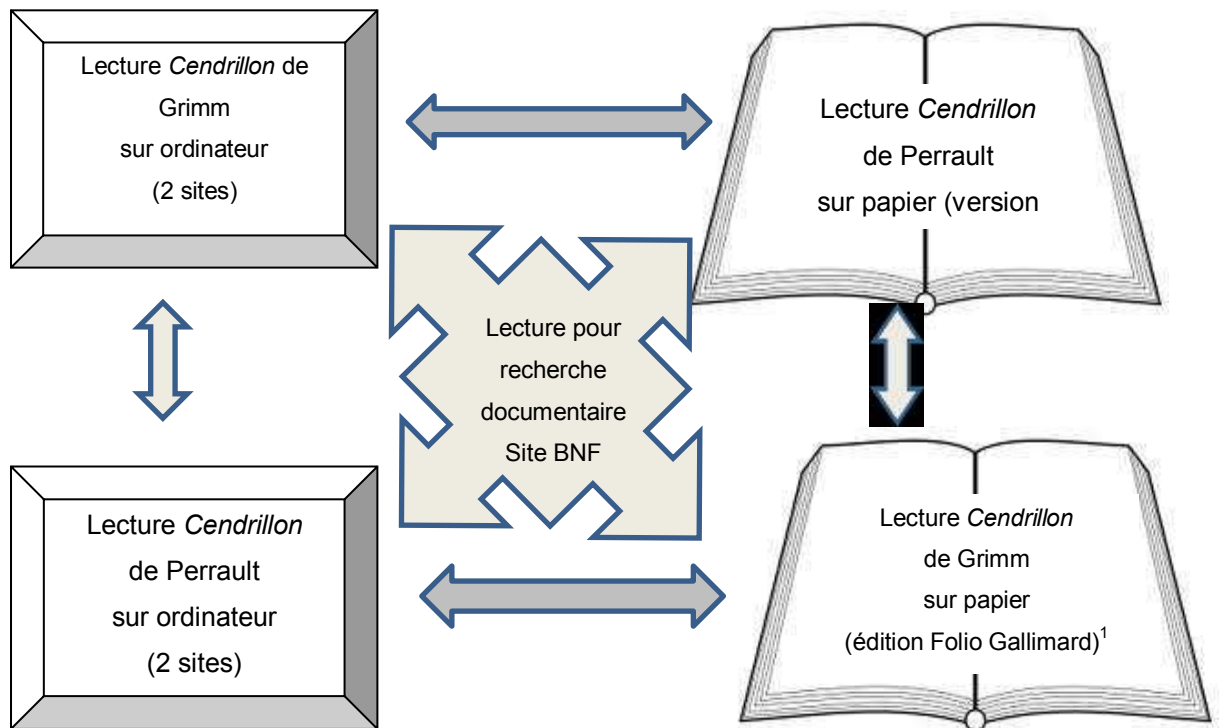 Lecture Cendrillon de
Grimm
sur ordinateur
(2 sites)
Lecture Cendrillon
de Perrault
sur papier (version
Lecture pour
recherche
documentaire
Site BNF
Lecture Cendrillon
de Perrault
sur ordinateur
(2 sites)
Lecture Cendrillon
de Grimm
sur papier
(édition Folio Gallimard)¹